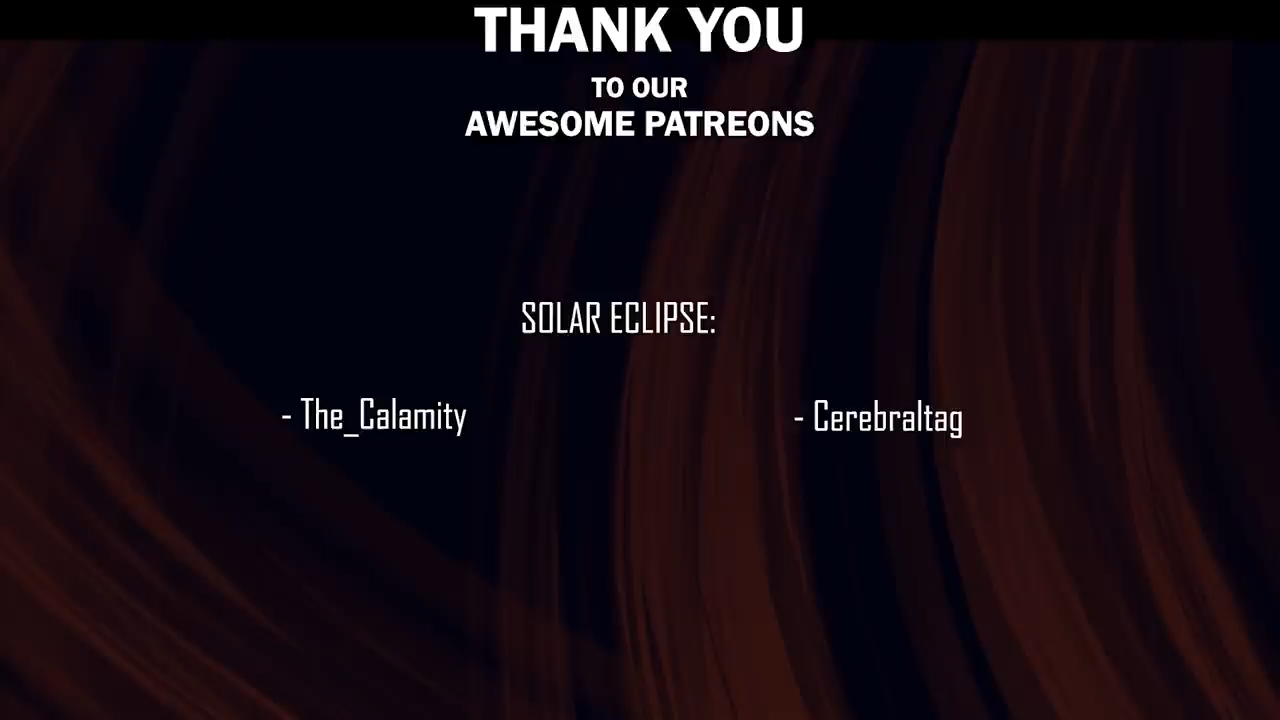 THANK YOU
TO OUR
AWESOME PATREONS
SOLAR ECLIPSE:
- The_Calamity
- Cerebraltag